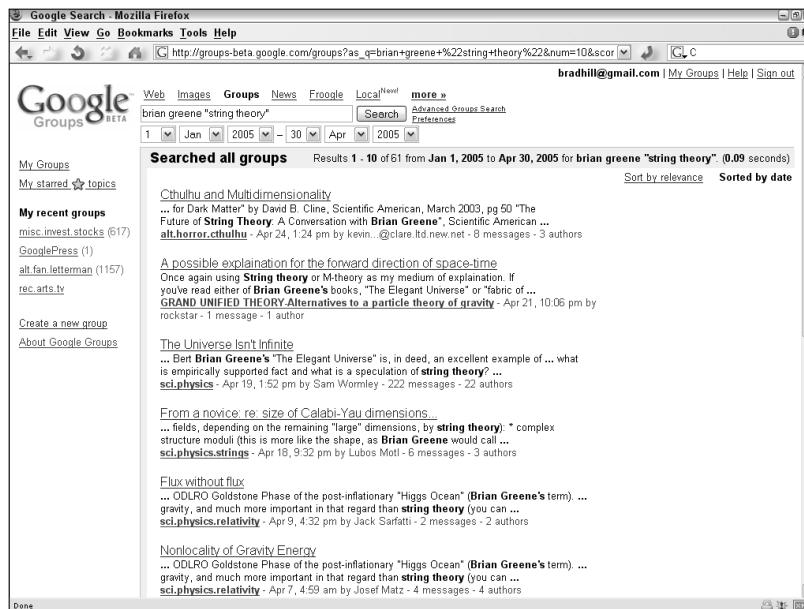 Google Search - Mozilla Firefox
File Edit View Go Bookmarks Tools Help
http://groups-beta.google.com/groups?as_q=brian+greene+%22string+theory%22&num=10&scor
G C
bradhill@gmail.com | My Groups | Help | Sign out
Google Groups BETA
Web Images Groups News Froogle Local New! more »
brian greene "string theory" Search Advanced Groups Search
Preferences
1 Jan 2005 – 30 Apr 2005
Searched all groups Results 1 - 10 of 61 from Jan 1, 2005 to Apr 30, 2005 for brian greene "string theory". (0.09 seconds)
Sort by relevance Sorted by date
My Groups
My starred topics
My recent groups
misc.invest.stocks (617)
GooglePress (1)
alt.fan.letterman (1157)
rec.arts.tv
Create a new group
About Google Groups
Cthulhu and Multidimensionality
... for Dark Matter" by David B. Cline, Scientific American, March 2003, pg 50 "The
Future of String Theory: A Conversation with Brian Greene", Scientific American ...
alt.horror.cthulhu - Apr 24, 1:24 pm by kevin...@clare.ltd.new.net - 8 messages - 3 authors
A possible explaination for the forward direction of space-time
Once again using String theory or M-theory as my medium of explaination. If
you've read either of Brian Greene's books, "The Elegant Universe" or "fabric of ...
GRAND UNIFIED THEORY-Alternatives to a particle theory of gravity - Apr 21, 10:06 pm by
rockstar - 1 message - 1 author
The Universe Isn't Infinite
... Bert Brian Greene's "The Elegant Universe" is, in deed, an excellent example of ... what
is empirically supported fact and what is a speculation of string theory? ...
sci.physics - Apr 19, 1:52 pm by Sam Wormley - 222 messages - 22 authors
From a novice: re: size of Calabi-Yau dimensions...
... fields, depending on the remaining "large" dimensions, by string theory): * complex
structure moduli (this is more like the shape, as Brian Greene would call ...
sci.physics.strings - Apr 18, 9:32 pm by Lubos Motl - 6 messages - 3 authors
Flux without flux
... ODLRO Goldstone Phase of the post-inflationary "Higgs Ocean" (Brian Greene's term). ...
gravity, and much more important in that regard than string theory (you can ...
sci.physics.relativity - Apr 9, 4:32 pm by Jack Sarfatti - 2 messages - 2 authors
Nonlocality of Gravity Energy
... ODLRO Goldstone Phase of the post-inflationary "Higgs Ocean" (Brian Greene's term). ...
gravity, and much more important in that regard than string theory (you can ...
sci.physics.relativity - Apr 7, 4:59 am by Josef Matz - 4 messages - 4 authors
Done